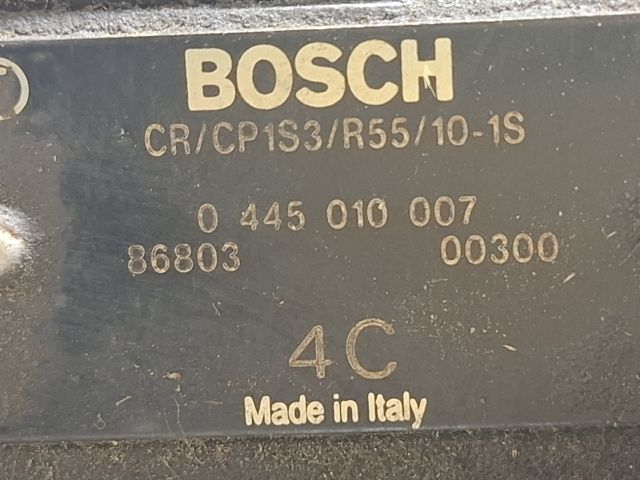 BOSCH
CR/CP1S3/R55/10-1S
0 445 010 007
86803 00300
4C
Made in Italy